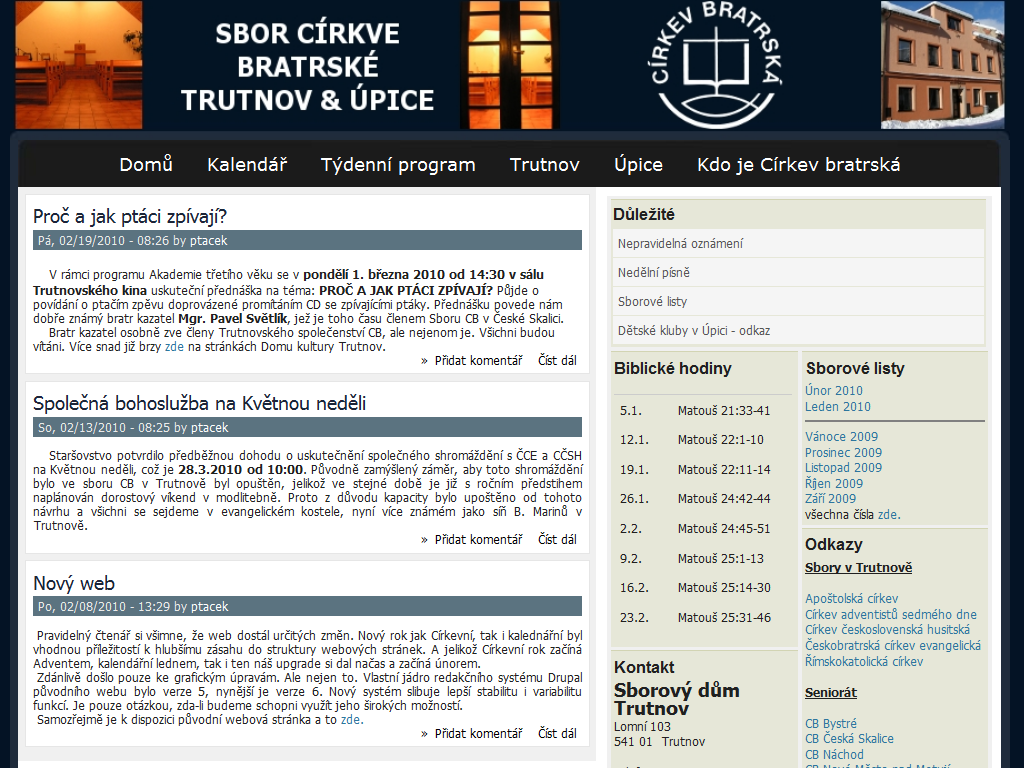 SBOR CÍRKVE
BRATRSKÉ
TRUTNOV & ÚPICE
CÍRKEV BRATRSKÁ
Domů Kalendář Týdenní program Trutnov Úpice Kdo je Církev bratrská
Proč a jak ptáci zpívají?
Pá, 02/19/2010 - 08:26 by ptacek
V rámci programu Akademie třetího věku se v pondělí 1. března 2010 od 14:30 v sálu
Trutnovského kina uskuteční přednáška na téma: PROČ A JAK PTÁCI ZPÍVAJÍ? Půjde o
povídání o ptačím zpěvu doprovázené promítáním CD se zpívajícími ptáky. Přednášku povede nám
dobře známý bratr kazatel Mgr. Pavel Světlík, jež je toho času členem Sboru CB v České Skalici.
Bratr kazatel osobně zve členy Trutnovského společenství CB, ale nejenom je. Všichni budou
vítáni. Více snad již brzy zde na stránkách Domu kultury Trutnov.
» Přidat komentář Číst dál
Společná bohoslužba na Květnou neděli
So, 02/13/2010 - 08:25 by ptacek
Staršovstvo potvrdilo předběžnou dohodu o uskutečnění společného shromáždění s ČCE a CČSH
na Květnou neděli, což je 28.3.2010 od 10:00. Původně zamýšlený záměr, aby toto shromáždění
bylo ve sboru CB v Trutnově byl opuštěn, jelikož ve stejné době je již s ročním předstihem
naplánován dorostový víkend v modlitebně. Proto z důvodu kapacity bylo upoštěno od tohoto
návrhu a všichni se sejdeme v evangelickém kostele, nyní více známém jako síň B. Marinů v
Trutnově.
» Přidat komentář Číst dál
Nový web
Po, 02/08/2010 - 13:29 by ptacek
Pravidelný čtenář si všimne, že web dostál určitých změn. Nový rok jak Církevní, tak i kalednářní byl
vhodnou příležitostí k hlubšímu zásahu do struktury webových stránek. A jelikož Církevní rok začíná
Adventem, kalendářní lednem, tak i ten náš upgrade si dal načas a začíná únorem.
Zdánlivě došlo pouze ke grafickým úpravám. Ale nejen to. Vlastní jádro redakčního systému Drupal
původního webu bylo verze 5, nynější je verze 6. Nový systém slibuje lepší stabilitu i variabilitu
funkcí. Je pouze otázkou, zda-li budeme schopni využít jeho širokých možností.
Samozřejmě je k dispozici původní webová stránka a to zde.
» Přidat komentář Číst dál
Důležité
Nepravidelná oznámení
Nedělní písně
Sborové listy
Dětské kluby v Úpici - odkaz
Biblické hodiny
5.1. Matouš 21:33-41
12.1. Matouš 22:1-10
19.1. Matouš 22:11-14
26.1. Matouš 24:42-44
2.2. Matouš 24:45-51
9.2. Matouš 25:1-13
16.2. Matouš 25:14-30
23.2. Matouš 25:31-46
Kontakt
Sborový dům
Trutnov
Lomní 103
541 01 Trutnov
Sborové listy
Únor 2010
Leden 2010
Vánoce 2009
Prosinec 2009
Listopad 2009
Říjen 2009
Září 2009
všechna čísla zde.
Odkazy
Sbory v Trutnově
Apoštolská církev
Církev adventistů sedmého dne
Církev československá husitská
Českobratrská církev evangelická
Římskokatolická církev
Seniorát
CB Bystré
CB Česká Skalice
CB Náchod
CB Nové Město nad Metují